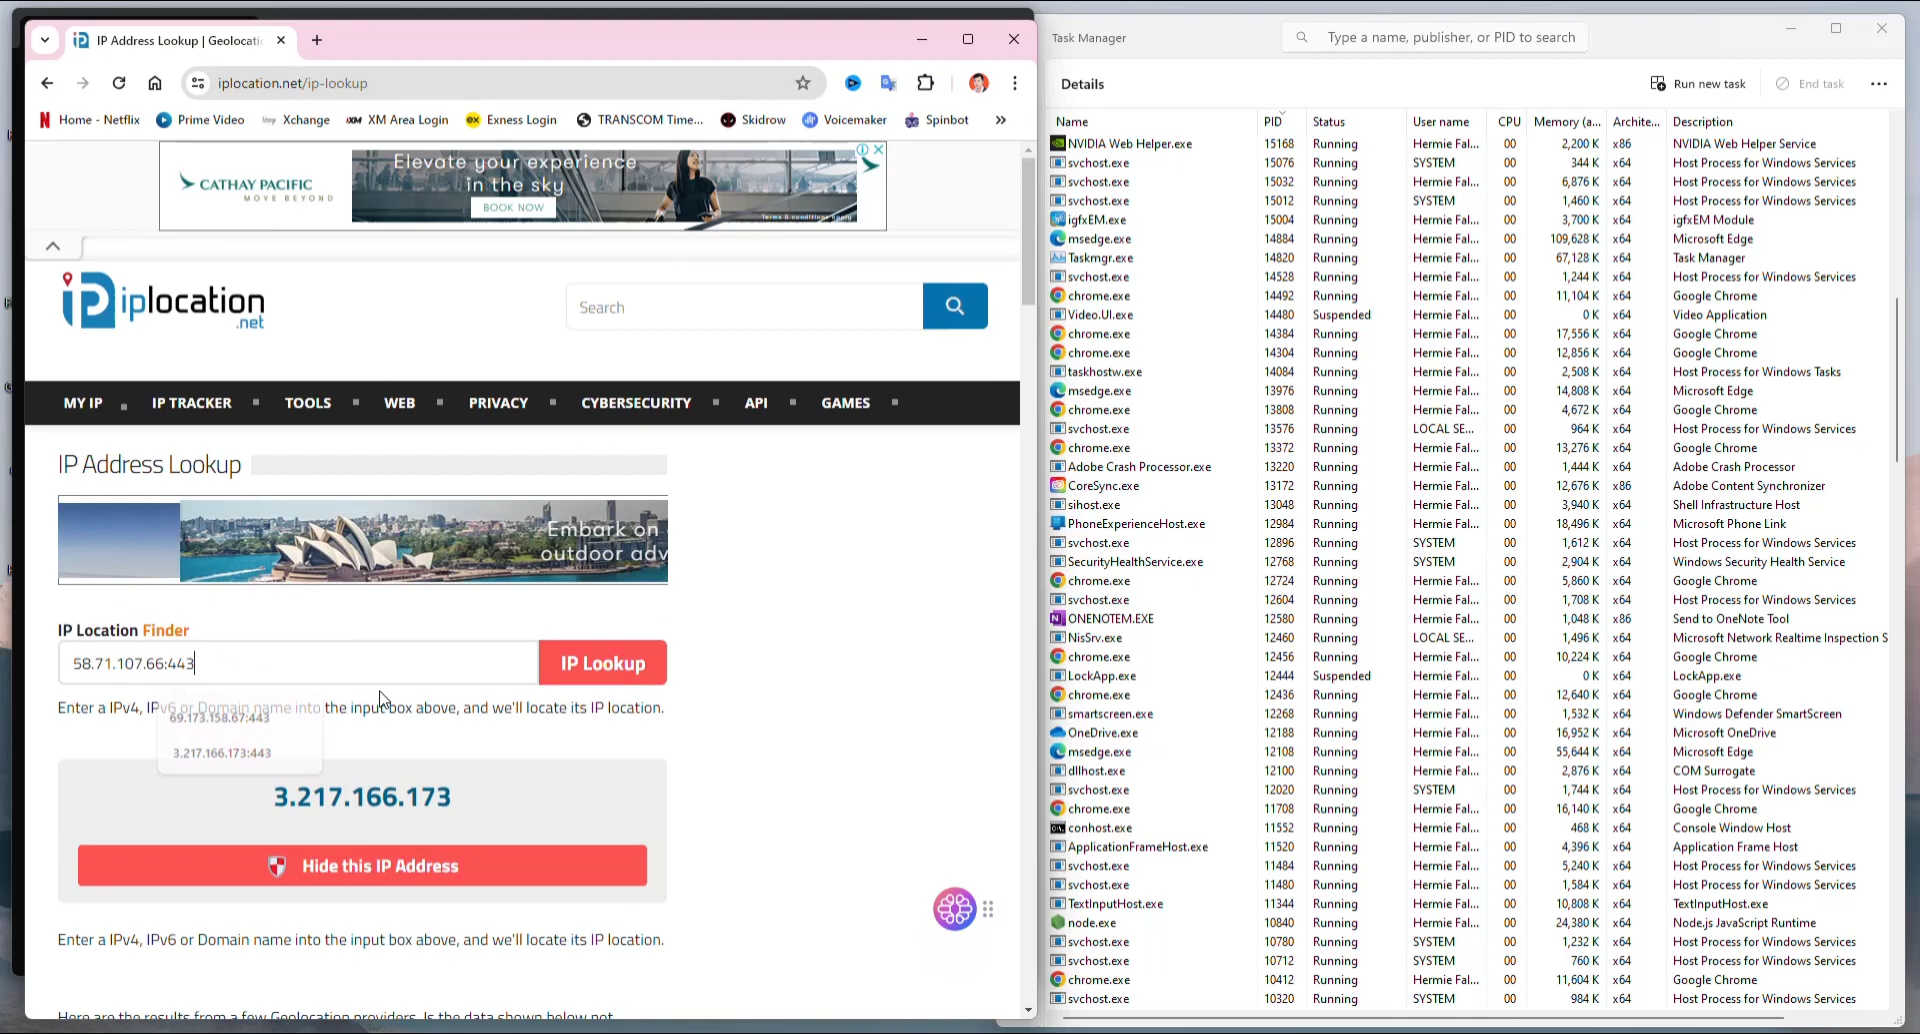 IP Address Lookup | Geolocati
iplocation.net/ip-lookup
Home - Netflix
Prime Video
Xchange
XM Area Login
Exness Login
TRANSCOM Time...
Skidrow
Voicemaker
Spinbot
CATHAY PACIFIC
MOVE BEYOND
Elevate your experience
in the sky
BOOK NOW
Terms & conditions apply
iplocation
.net
Search
MY IP
IP TRACKER
TOOLS
WEB
PRIVACY
CYBERSECURITY
API
GAMES
IP Address Lookup
Embark on
outdoor adv
IP Location Finder
58.71.107.66:443
IP Lookup
Enter a IPv4, IPv6 or Domain name into the input box above, and we'll locate its IP location.
69.173.158.67:443
3.217.166.173:443
3.217.166.173
Hide this IP Address
Enter a IPv4, IPv6 or Domain name into the input box above, and we'll locate its IP location.
Here are the results from a few Geolocation providers. Is the data shown below not
Task Manager
Type a name, publisher, or PID to search
Details
Run new task
End task
Name PID Status User name CPU Memory (a... Archite... Description
NVIDIA Web Helper.exe 15168 Running Hermie Fal... 00 2,200 K x86 NVIDIA Web Helper Service
svchost.exe 15076 Running SYSTEM 00 344 K x64 Host Process for Windows Services
svchost.exe 15032 Running Hermie Fal... 00 6,876 K x64 Host Process for Windows Services
svchost.exe 15012 Running SYSTEM 00 1,460 K x64 Host Process for Windows Services
igfxEM.exe 15004 Running Hermie Fal... 00 3,700 K x64 igfxEM Module
msedge.exe 14884 Running Hermie Fal... 00 109,628 K x64 Microsoft Edge
Taskmgr.exe 14820 Running Hermie Fal... 00 67,128 K x64 Task Manager
svchost.exe 14528 Running Hermie Fal... 00 1,244 K x64 Host Process for Windows Services
chrome.exe 14492 Running Hermie Fal... 00 11,104 K x64 Google Chrome
Video.UI.exe 14480 Suspended Hermie Fal... 00 0 K x64 Video Application
chrome.exe 14384 Running Hermie Fal... 00 17,556 K x64 Google Chrome
chrome.exe 14304 Running Hermie Fal... 00 12,856 K x64 Google Chrome
taskhostw.exe 14084 Running Hermie Fal... 00 2,508 K x64 Host Process for Windows Tasks
msedge.exe 13976 Running Hermie Fal... 00 14,808 K x64 Microsoft Edge
chrome.exe 13808 Running Hermie Fal... 00 4,672 K x64 Google Chrome
svchost.exe 13576 Running LOCAL SE... 00 964 K x64 Host Process for Windows Services
chrome.exe 13372 Running Hermie Fal... 00 13,276 K x64 Google Chrome
Adobe Crash Processor.exe 13220 Running Hermie Fal... 00 1,444 K x64 Adobe Crash Processor
CoreSync.exe 13172 Running Hermie Fal... 00 12,676 K x86 Adobe Content Synchronizer
sihost.exe 13048 Running Hermie Fal... 00 3,940 K x64 Shell Infrastructure Host
PhoneExperienceHost.exe 12984 Running Hermie Fal... 00 18,496 K x64 Microsoft Phone Link
svchost.exe 12896 Running SYSTEM 00 1,612 K x64 Host Process for Windows Services
SecurityHealthService.exe 12768 Running SYSTEM 00 2,904 K x64 Windows Security Health Service
chrome.exe 12724 Running Hermie Fal... 00 5,860 K x64 Google Chrome
svchost.exe 12604 Running Hermie Fal... 00 1,708 K x64 Host Process for Windows Services
ONENOTEM.EXE 12580 Running Hermie Fal... 00 1,048 K x86 Send to OneNote Tool
NisSrv.exe 12460 Running LOCAL SE... 00 1,496 K x64 Microsoft Network Realtime Inspection S
chrome.exe 12456 Running Hermie Fal... 00 10,224 K x64 Google Chrome
LockApp.exe 12444 Suspended Hermie Fal... 00 0 K x64 LockApp.exe
chrome.exe 12436 Running Hermie Fal... 00 12,640 K x64 Google Chrome
smartscreen.exe 12268 Running Hermie Fal... 00 1,532 K x64 Windows Defender SmartScreen
OneDrive.exe 12188 Running Hermie Fal... 00 16,952 K x64 Microsoft OneDrive
msedge.exe 12108 Running Hermie Fal... 00 55,644 K x64 Microsoft Edge
dllhost.exe 12100 Running Hermie Fal... 00 2,876 K x64 COM Surrogate
svchost.exe 12020 Running SYSTEM 00 1,744 K x64 Host Process for Windows Services
chrome.exe 11708 Running Hermie Fal... 00 16,140 K x64 Google Chrome
conhost.exe 11552 Running Hermie Fal... 00 468 K x64 Console Window Host
ApplicationFrameHost.exe 11520 Running Hermie Fal... 00 4,396 K x64 Application Frame Host
svchost.exe 11484 Running Hermie Fal... 00 5,240 K x64 Host Process for Windows Services
svchost.exe 11480 Running Hermie Fal... 00 1,584 K x64 Host Process for Windows Services
TextInputHost.exe 11344 Running Hermie Fal... 00 10,808 K x64 TextInputHost.exe
node.exe 10840 Running Hermie Fal... 00 24,380 K x64 Node.js JavaScript Runtime
svchost.exe 10780 Running SYSTEM 00 1,232 K x64 Host Process for Windows Services
svchost.exe 10712 Running SYSTEM 00 760 K x64 Host Process for Windows Services
chrome.exe 10412 Running Hermie Fal... 00 11,604 K x64 Google Chrome
svchost.exe 10320 Running SYSTEM 00 984 K x64 Host Process for Windows Services